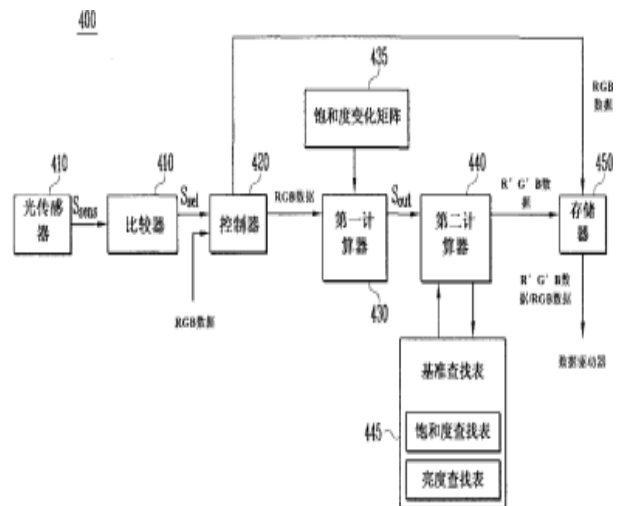 400
435
饱和度变化矩阵
RGB
数据
410
410
420
440
450
光传感
器
Ssens
比较器
Ssel
控制器
RGB数据
第一计
算器
Sout
第二计
算器
R' G' B数
据
存储
器
RGB数据
430
R' G' B数
据/RGB数据
数据驱动器
基准查找表
445
饱和度查找表
亮度查找表